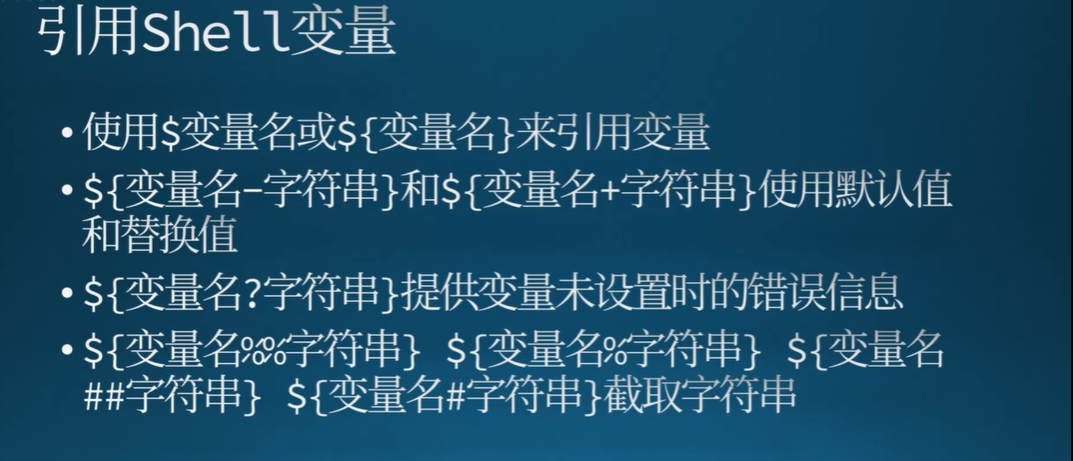 引用Shell变量
•使用$变量名或${变量名}来引用变量
•${变量名-字符串}和${变量名+字符串}使用默认值
和替换值
•${变量名?字符串}提供变量未设置时的错误信息
•${变量名%%字符串} ${变量名%字符串} ${变量名
##字符串} ${变量名#字符串}截取字符串